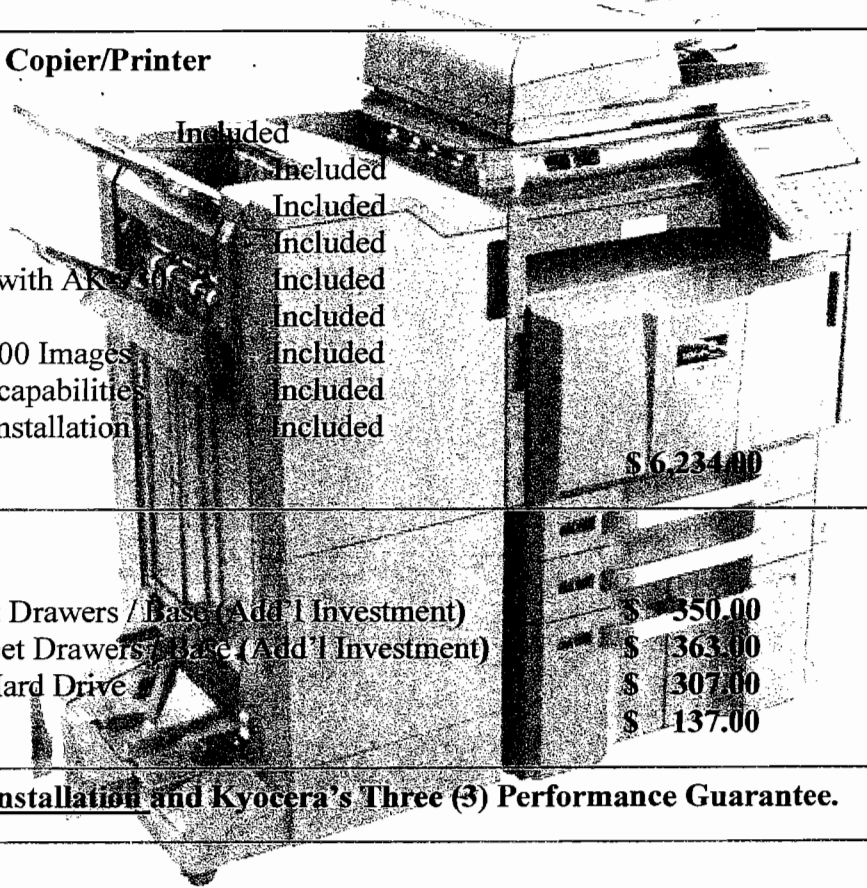 Copier/Printer
Included
Included
Included
Included
with AK-730 Included
Included
00 Images Included
capabilities Included
nstallation Included
$ 6,234.00
Drawers / Base (Add'l Investment) $ 350.00
et Drawers / Base (Add'l Investment) $ 363.00
Hard Drive $ 307.00
$ 137.00
nstallation and Kyocera's Three (3) Performance Guarantee.